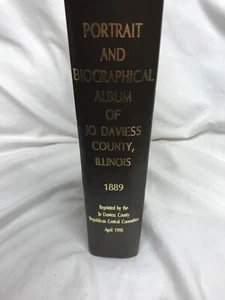 PORTRAIT
AND
BIOGRAPHICAL
ALBUM
OF
JO DAVIESS
COUNTY,
ILLINOIS
1889
Reprinted by the
Jo Daviess County
Republican Central Committee
April 1995